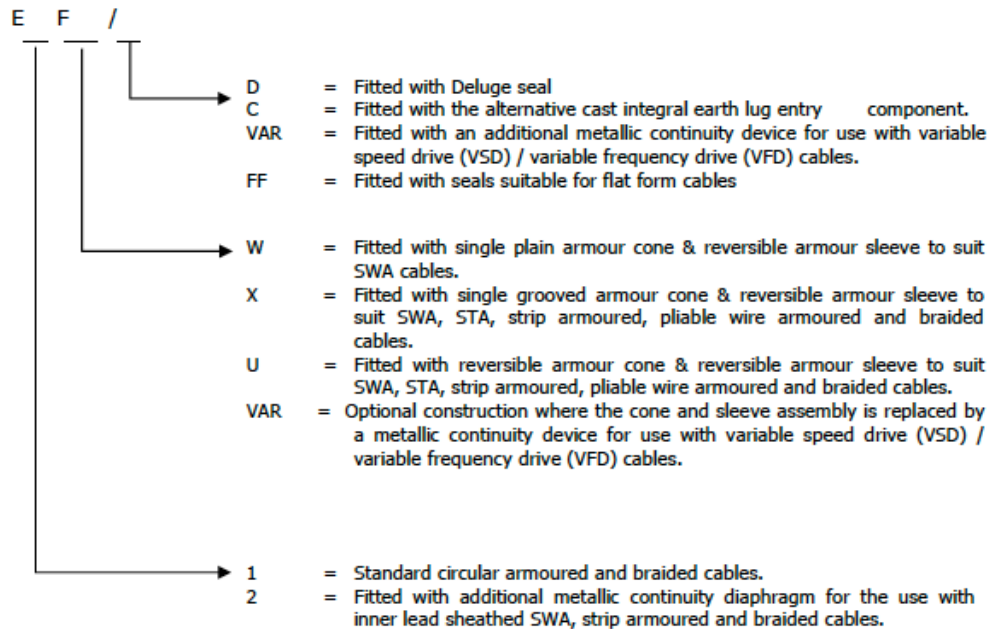 E F /
D = Fitted with Deluge seal
C = Fitted with the alternative cast integral earth lug entry component.
VAR = Fitted with an additional metallic continuity device for use with variable
speed drive (VSD) / variable frequency drive (VFD) cables.
FF = Fitted with seals suitable for flat form cables
W = Fitted with single plain armour cone & reversible armour sleeve to suit
SWA cables.
X = Fitted with single grooved armour cone & reversible armour sleeve to
suit SWA, STA, strip armoured, pliable wire armoured and braided
cables.
U = Fitted with reversible armour cone & reversible armour sleeve to suit
SWA, STA, strip armoured, pliable wire armoured and braided cables.
VAR = Optional construction where the cone and sleeve assembly is replaced by
a metallic continuity device for use with variable speed drive (VSD) /
variable frequency drive (VFD) cables.
1 = Standard circular armoured and braided cables.
2 = Fitted with additional metallic continuity diaphragm for the use with
inner lead sheathed SWA, strip armoured and braided cables.